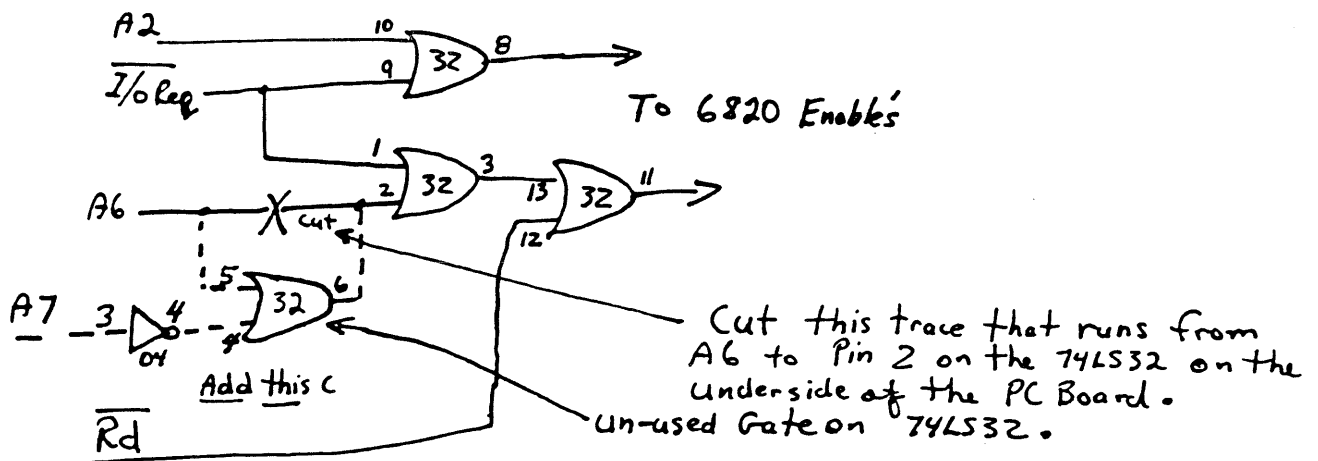 A2
10
32
8
I/O Req
9
To 6820 Enable's
1
2
32
3
13
12
32
11
A6
cut
5
4
32
6
A7
3
4
04
Add this C
Rd
Cut this trace that runs from
A6 to Pin 2 on the 74LS32 on the
underside of the PC Board.
Un-used Gate on 74LS32.